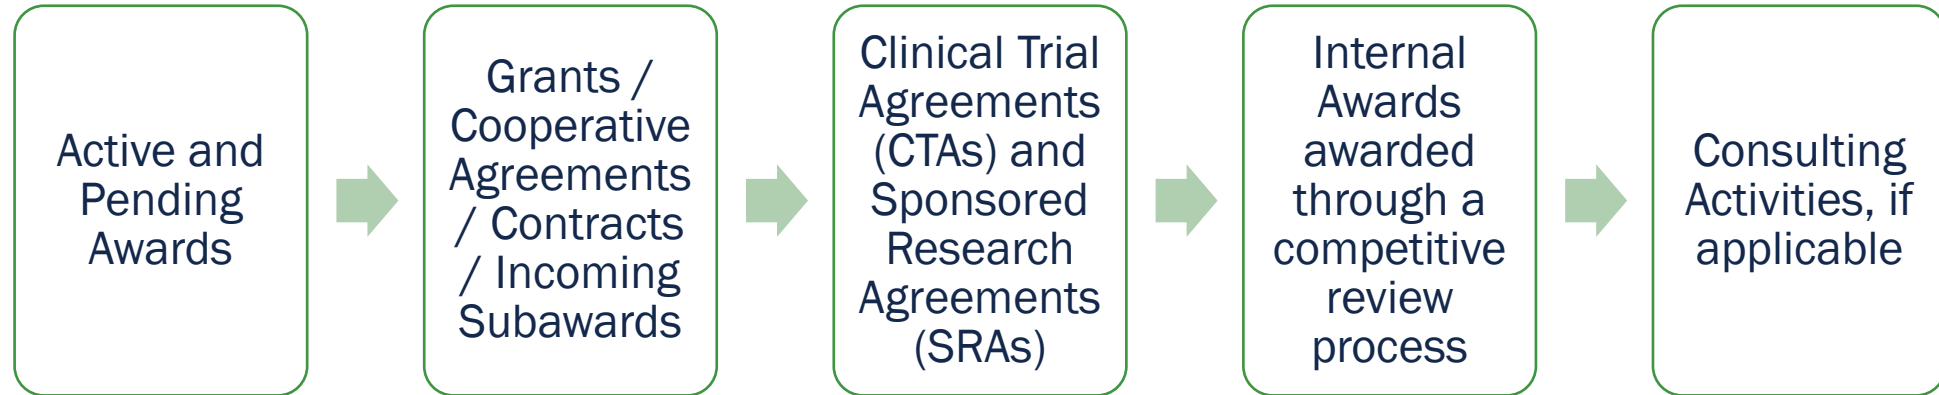 Active and
Pending
Awards
Grants /
Cooperative
Agreements
/ Contracts
/ Incoming
Subawards
Clinical Trial
Agreements
(CTAs) and
Sponsored
Research
Agreements
(SRAs)
Internal
Awards
awarded
through a
competitive
review
process
Consulting
Activities, if
applicable